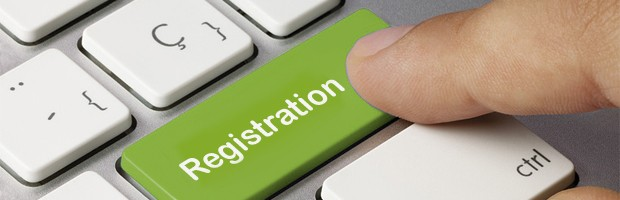 Ç }
¨ {
-
Registration
ctrl